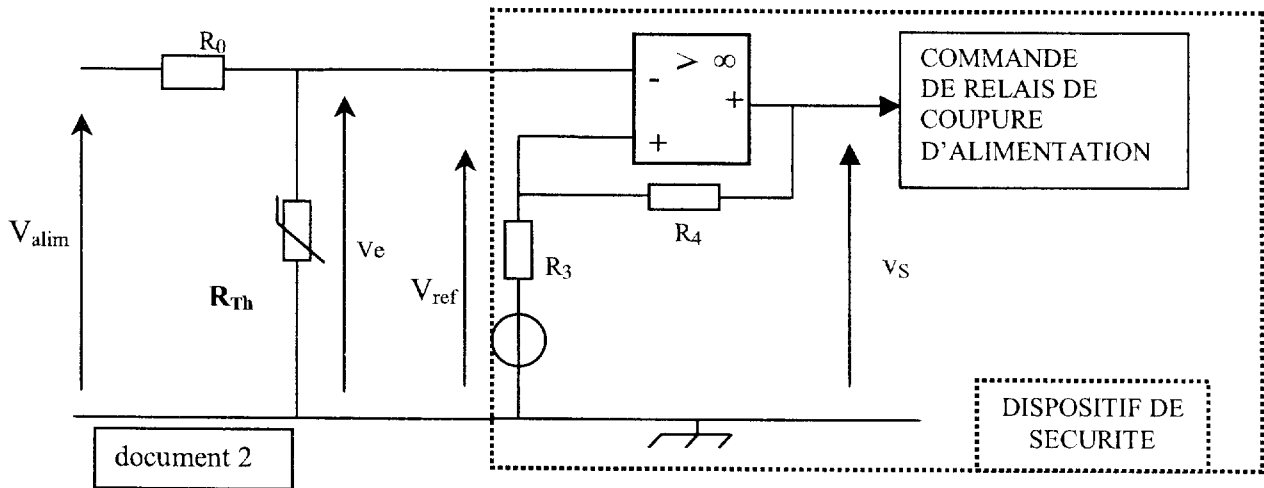 R0
- > ∞
+
+
COMMANDE
DE RELAIS DE
COUPURE
D'ALIMENTATION
R4
Valim
RTh
Ve
Vref
R3
vS
document 2
DISPOSITIF DE
SECURITE